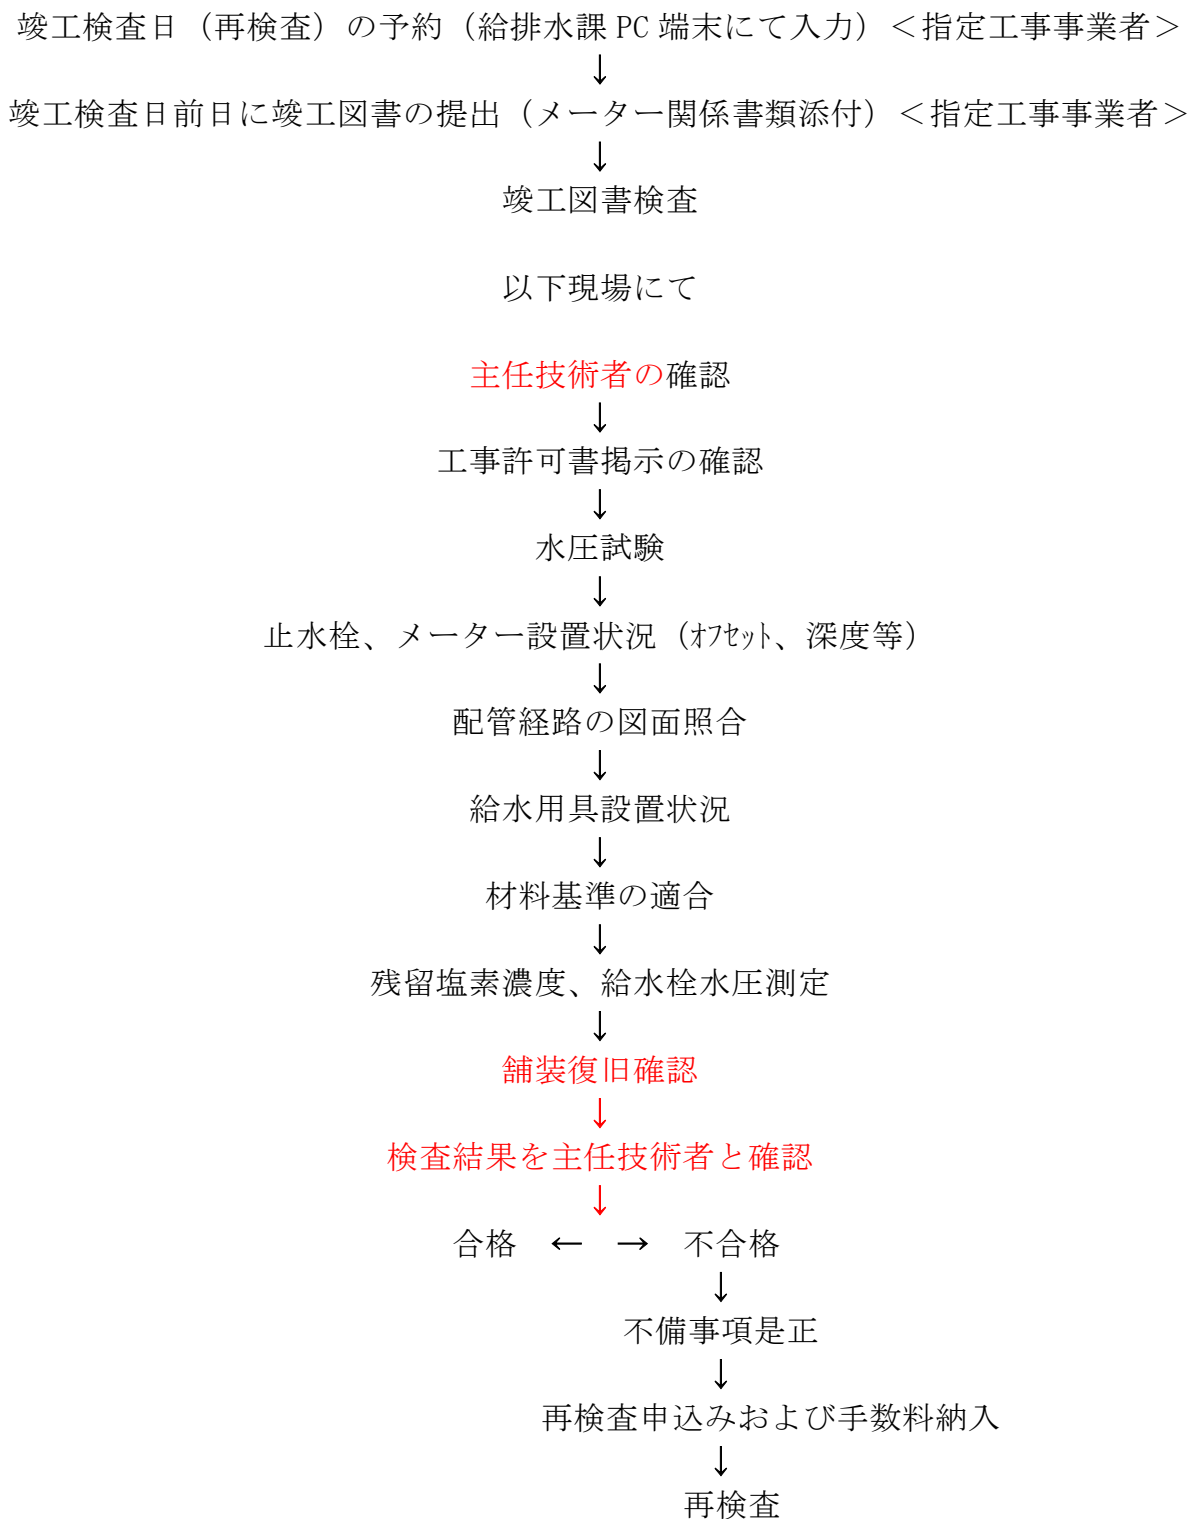 竣工検査日（再検査）の予約（給排水課 PC 端末にて入力）＜指定工事事業者＞
↓
竣工検査日前日に竣工図書の提出（メーター関係書類添付）＜指定工事事業者＞
↓
竣工図書検査
以下現場にて
主任技術者の確認
↓
工事許可書掲示の確認
↓
水圧試験
↓
止水栓、メーター設置状況（ｵﾌｾｯﾄ、深度等）
↓
配管経路の図面照合
↓
給水用具設置状況
↓
材料基準の適合
↓
残留塩素濃度、給水栓水圧測定
↓
舗装復旧確認
↓
検査結果を主任技術者と確認
↓
合格　←　→　不合格
↓
不備事項是正
↓
再検査申込みおよび手数料納入
↓
再検査